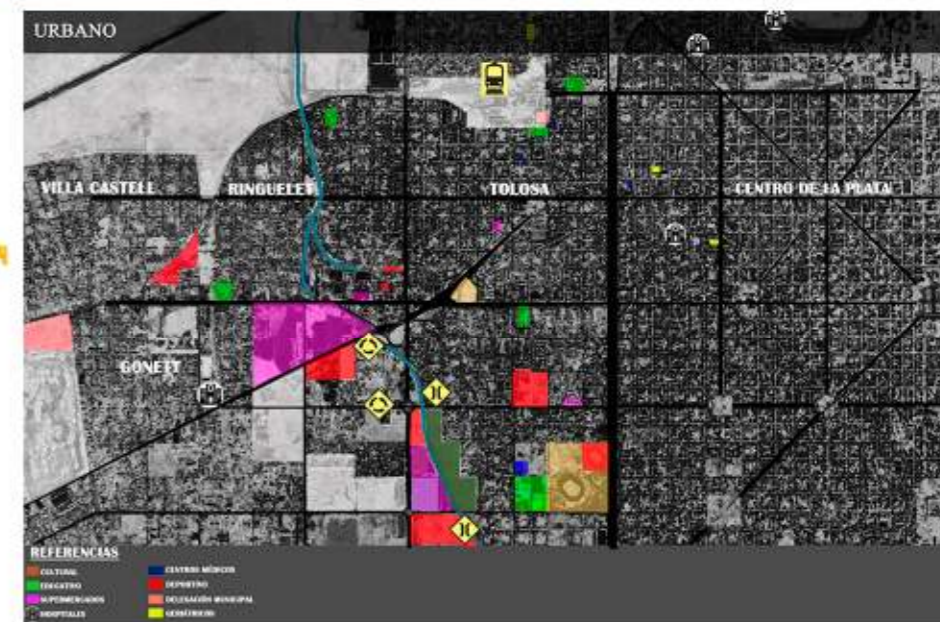 URBANO
VILLA CASTELL
RINGUELET
TOLOSA
CENTRO DE LA PLATA
GONETT
REFERENCIAS
CULTURAL
EDUCATIVO
SUPERMERCADOS
HOSPITALES
CENTROS MÉDICOS
DEPORTIVO
DELEGACIÓN MUNICIPAL
GERIÁTRICOS